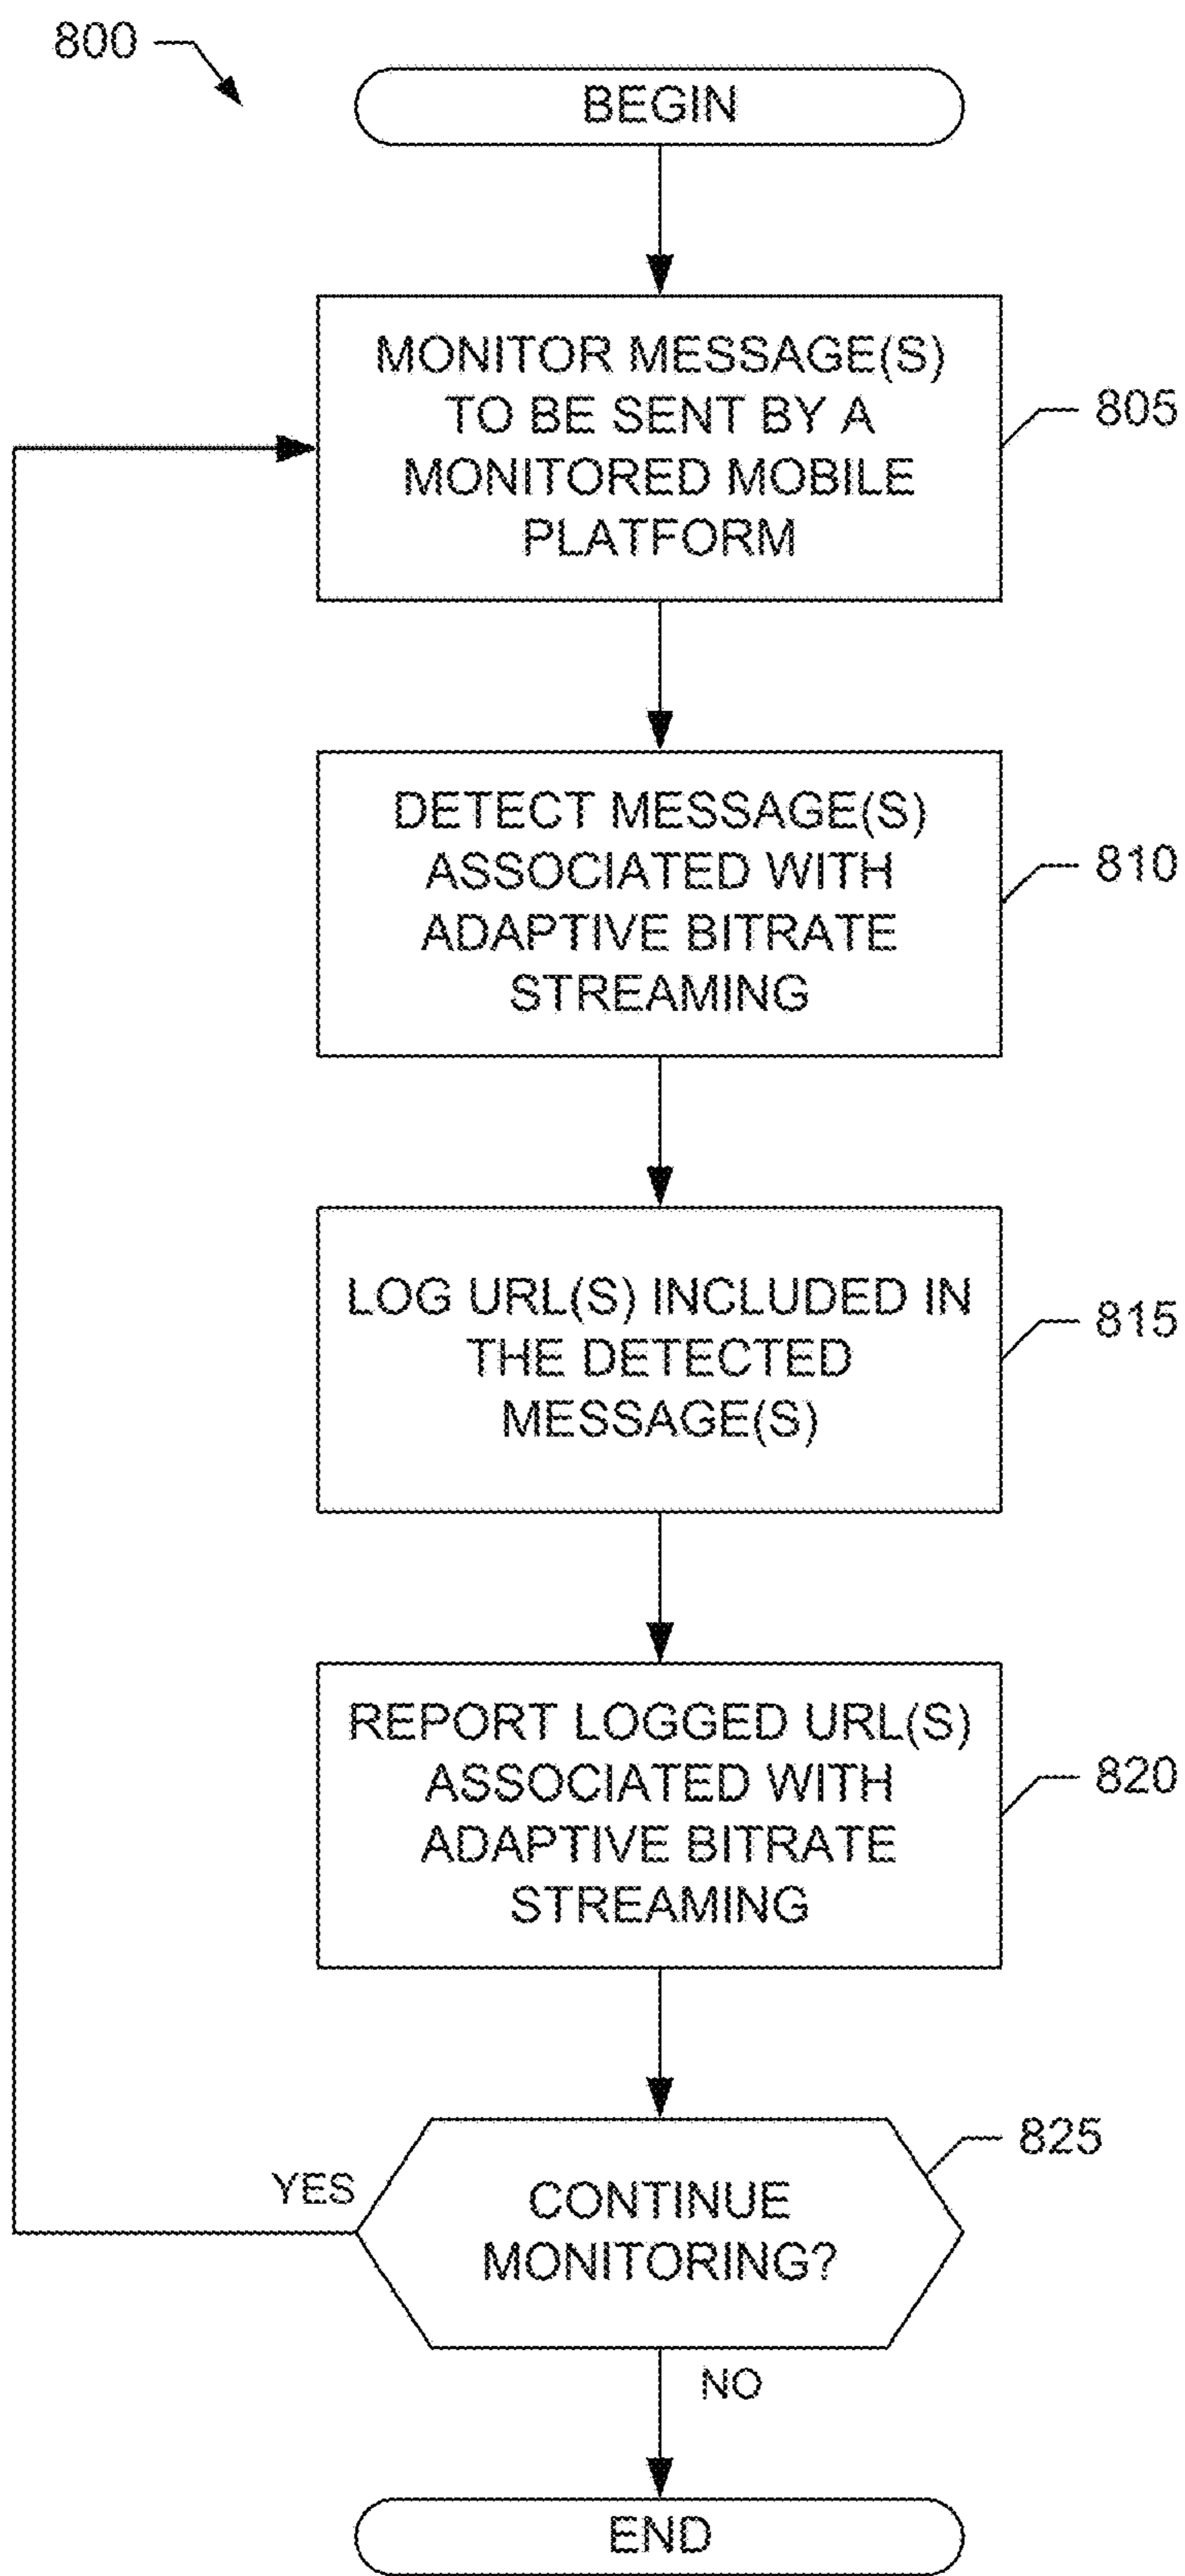 800
BEGIN
MONITOR MESSAGE(S)
TO BE SENT BY A
MONITORED MOBILE
PLATFORM
805
DETECT MESSAGE(S)
ASSOCIATED WITH
ADAPTIVE BITRATE
STREAMING
810
LOG URL(S) INCLUDED IN
THE DETECTED
MESSAGE(S)
815
REPORT LOGGED URL(S)
ASSOCIATED WITH
ADAPTIVE BITRATE
STREAMING
820
825
YES
CONTINUE
MONITORING?
NO
END